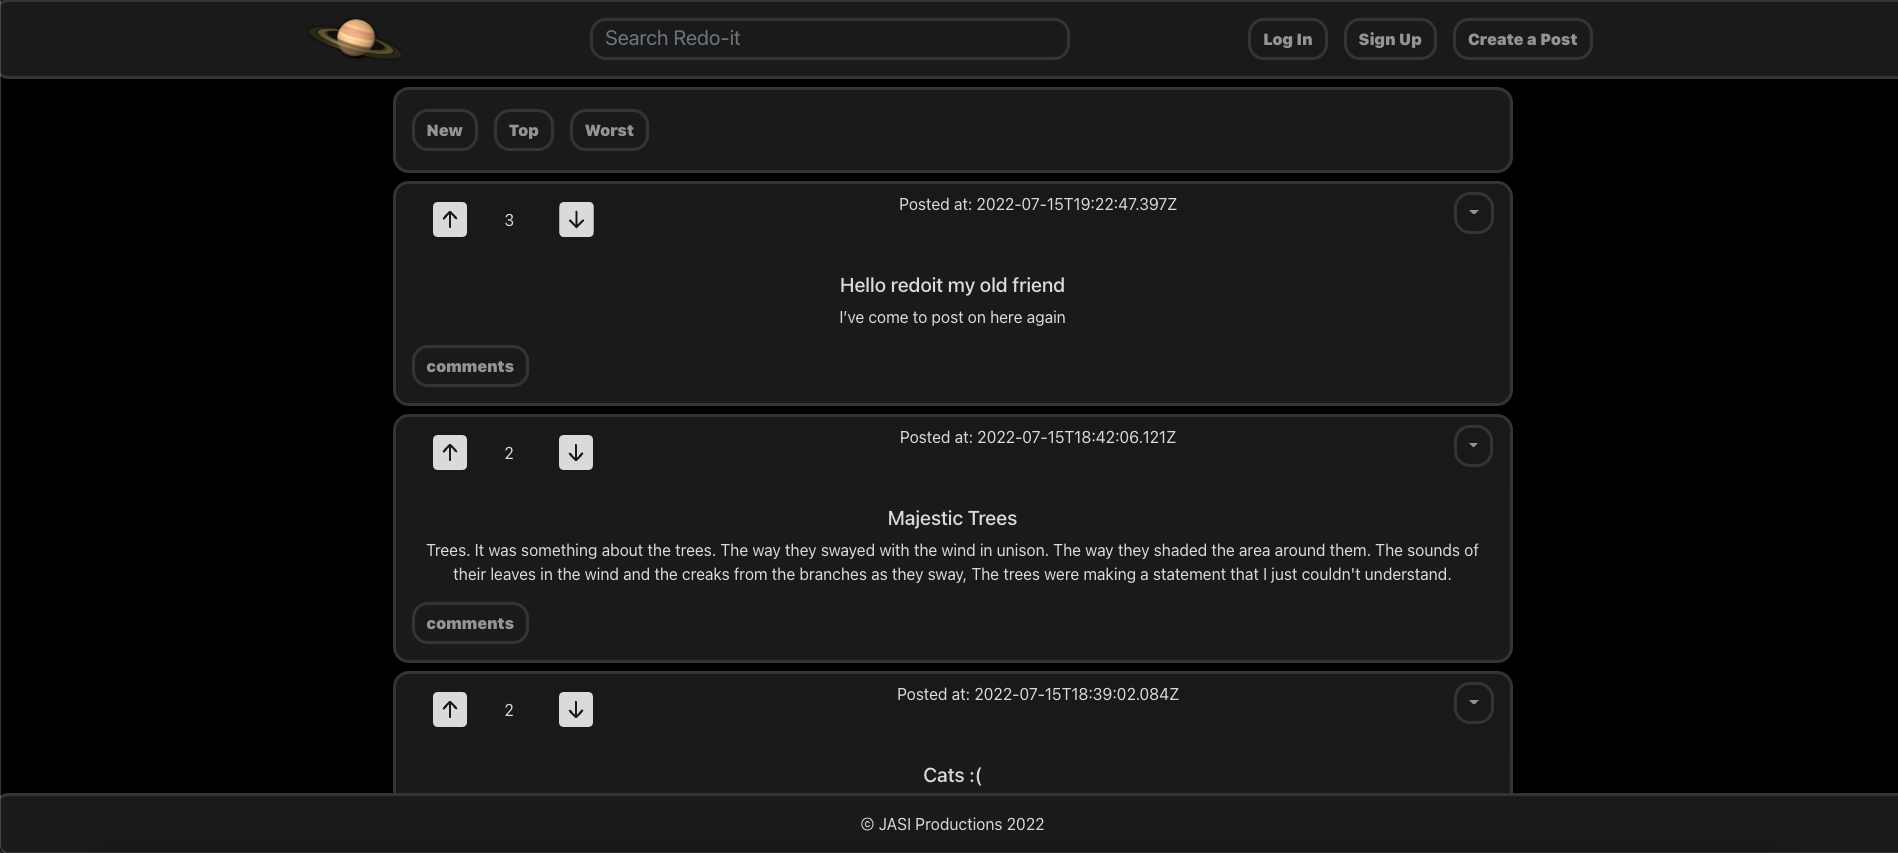 Search Redo-it
Log In
Sign Up
Create a Post
New
Top
Worst
3
Posted at: 2022-07-15T19:22:47.397Z
Hello redoit my old friend
I've come to post on here again
comments
2
Posted at: 2022-07-15T18:42:06.121Z
Majestic Trees
Trees. It was something about the trees. The way they swayed with the wind in unison. The way they shaded the area around them. The sounds of
their leaves in the wind and the creaks from the branches as they sway, The trees were making a statement that I just couldn't understand.
comments
2
Posted at: 2022-07-15T18:39:02.084Z
Cats :(
© JASI Productions 2022